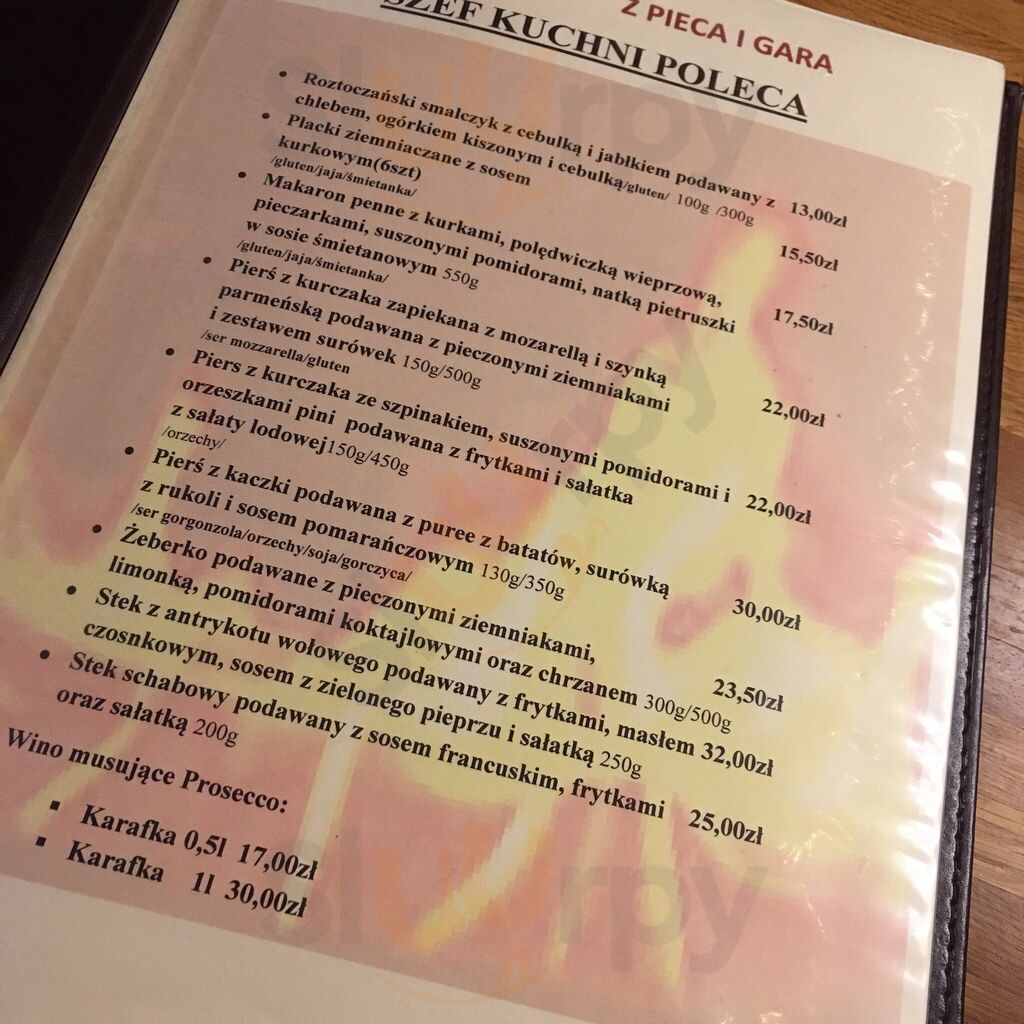 Z PIECA I GARA
SZEF KUCHNI POLECA
• Roztoczański smalczyk z cebulką i jabłkiem podawany z
chlebem, ogórkiem kiszonym i cebulką/gluten/ 100g /300g 13,00zł
• Placki ziemniaczane z sosem
kurkowym(6szt) 15,50zł
/gluten/jaja/śmietanka/
• Makaron penne z kurkami, polędwiczką wieprzową,
pieczarkami, suszonymi pomidorami, natką pietruszki
w sosie śmietanowym 550g 17,50zł
/gluten/jaja/śmietanka/
• Pierś z kurczaka zapiekana z mozarellą i szynką
parmeńską podawana z pieczonymi ziemniakami
i zestawem surówek 150g/500g 22,00zł
/ser mozzarella/gluten
• Piers z kurczaka ze szpinakiem, suszonymi pomidorami i
orzeszkami pini podawana z frytkami i sałatka
z sałaty lodowej150g/450g 22,00zł
/orzechy/
• Pierś z kaczki podawana z puree z batatów, surówką
z rukoli i sosem pomarańczowym 130g/350g 30,00zł
/ser gorgonzola/orzechy/soja/gorczyca/
• Żeberko podawane z pieczonymi ziemniakami,
limonką, pomidorami koktajlowymi oraz chrzanem 300g/500g 23,50zł
• Stek z antrykotu wołowego podawany z frytkami, masłem 32,00zł
czosnkowym, sosem z zielonego pieprzu i sałatką 250g
• Stek schabowy podawany z sosem francuskim, frytkami 25,00zł
oraz sałatką 200g
Wino musujące Prosecco:
▪ Karafka 0,5l 17,00zł
▪ Karafka 1l 30,00zł
sluurpy
sluurpy
sluurpy